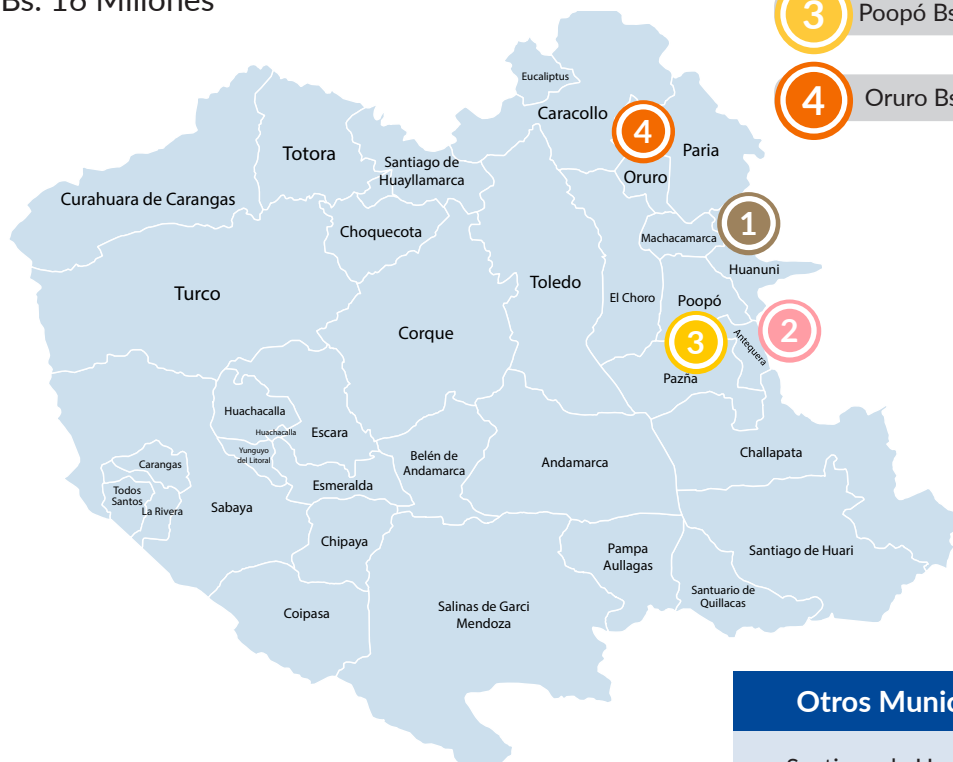 Bs. 16 Millones
3 Poopó Bs
4 Oruro Bs
Eucaliptus
Caracollo
4
Paria
Totora
Santiago de
Huayllamarca
Oruro
Curahuara de Carangas
Choquecota
Machacamarca
1
Huanuni
Turco
Toledo
El Choro
Poopó
Corque
3
Antequera
2
Pazña
Huachacalla
Huachacalla
Escara
Yunguyo
del Litoral
Belén de
Andamarca
Andamarca
Challapata
Carangas
Esmeralda
Todos
Santos
La Rivera
Sabaya
Chipaya
Pampa
Aullagas
Santiago de Huari
Santuario de
Quillacas
Coipasa
Salinas de Garci
Mendoza
Otros Munic